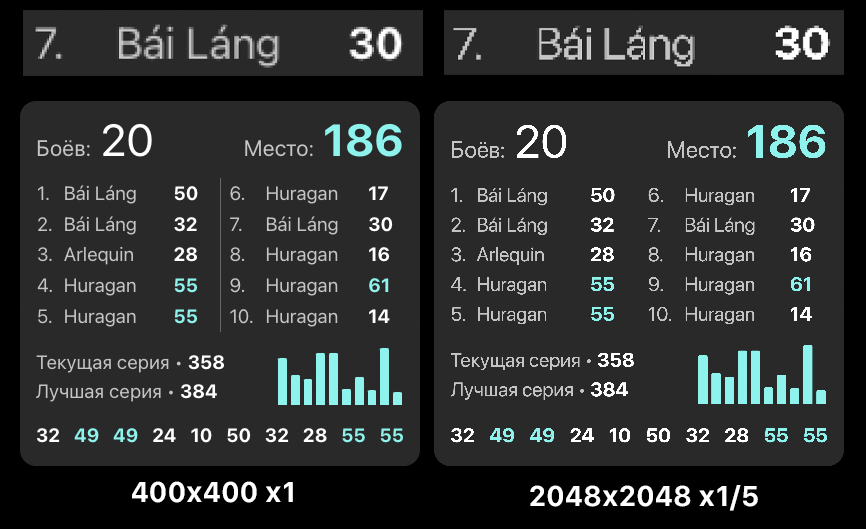 7. Bái Láng 30
7. Bái Láng 30
Боёв: 20 Место: 186
1. Bái Láng 50 6. Huragan 17
2. Bái Láng 32 7. Bái Láng 30
3. Arlequin 28 8. Huragan 16
4. Huragan 55 9. Huragan 61
5. Huragan 55 10. Huragan 14
Текущая серия • 358
Лучшая серия • 384
32 49 49 24 10 50 32 28 55 55
400x400 x1
Боёв: 20 Место: 186
1. Bái Láng 50 6. Huragan 17
2. Bái Láng 32 7. Bái Láng 30
3. Arlequin 28 8. Huragan 16
4. Huragan 55 9. Huragan 61
5. Huragan 55 10. Huragan 14
Текущая серия • 358
Лучшая серия • 384
32 49 49 24 10 50 32 28 55 55
2048x2048 x1/5